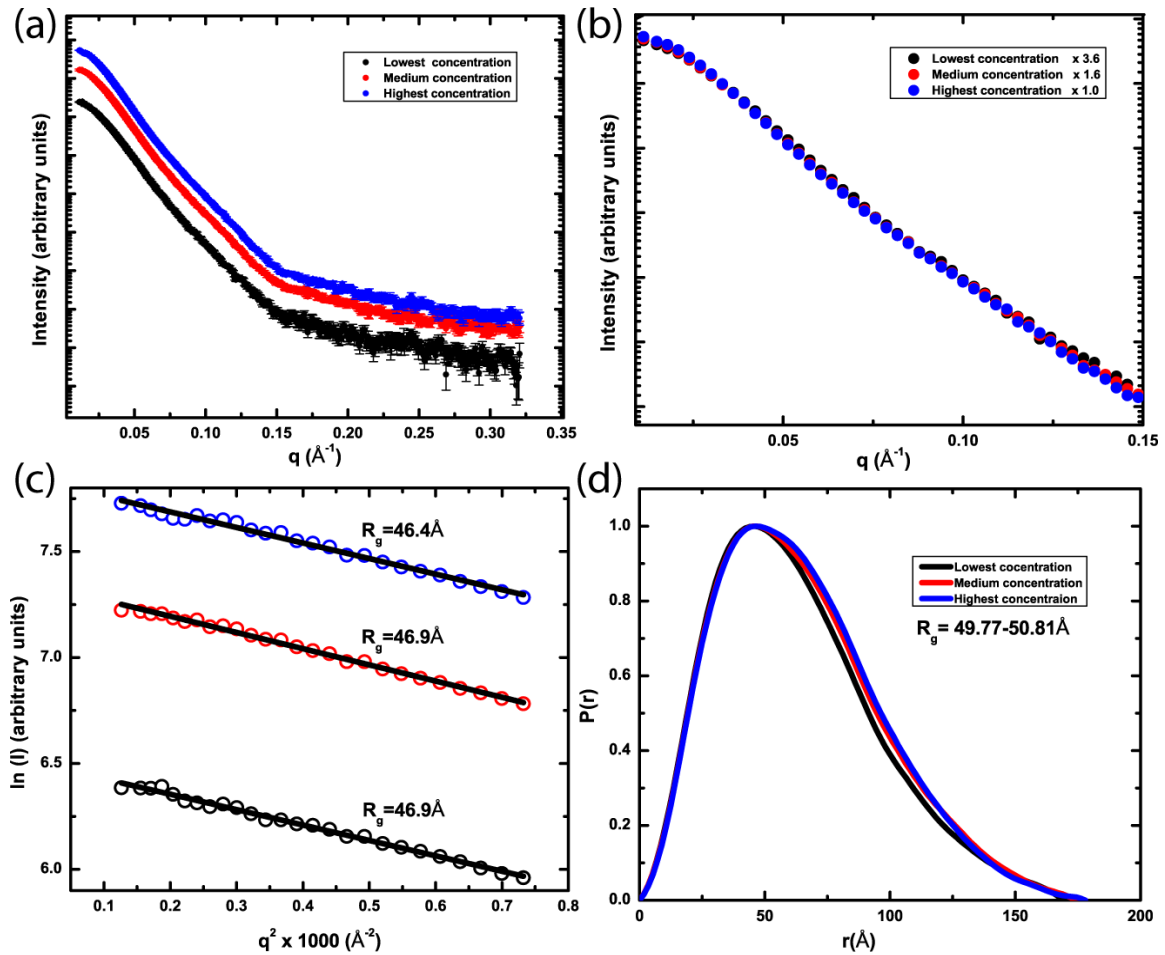 (a)
Lowest concentration
Medium concentration
Highest concentration
Intensity (arbitrary units)
0.05 0.10 0.15 0.20 0.25 0.30 0.35
q (Å⁻¹)
(b)
Lowest concentration x 3.6
Medium concentration x 1.6
Highest concentration x 1.0
Intensity (arbitrary units)
0.05 0.10 0.15
q (Å⁻¹)
(c)
7.5
7.0
6.5
6.0
ln (I) (arbitrary units)
Rg=46.4Å
Rg=46.9Å
Rg=46.9Å
0.1 0.2 0.3 0.4 0.5 0.6 0.7 0.8
q² x 1000 (Å⁻²)
(d)
1.0
0.8
0.6
0.4
0.2
0.0
P(r)
Lowest cocentration
Medium concentration
Highest concentraion
Rg= 49.77-50.81Å
0 50 100 150 200
r(Å)